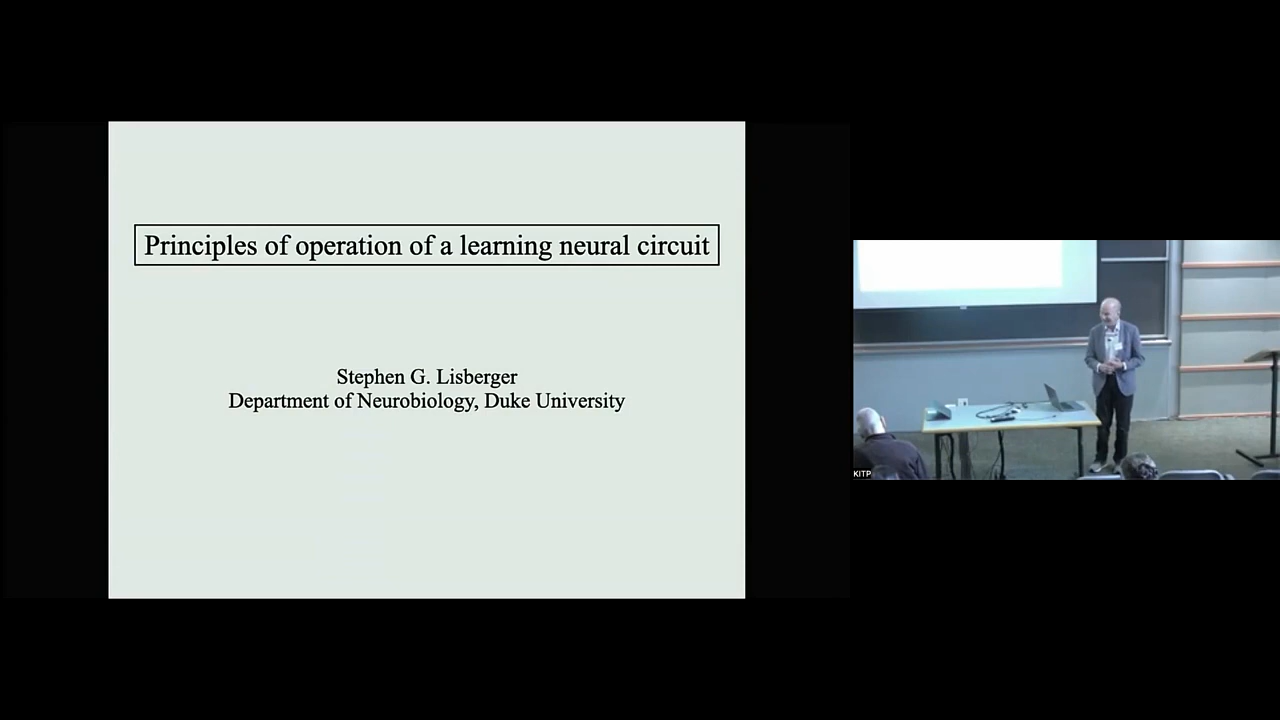 Principles of operation of a learning neural circuit
Stephen G. Lisberger
Department of Neurobiology, Duke University
KITP